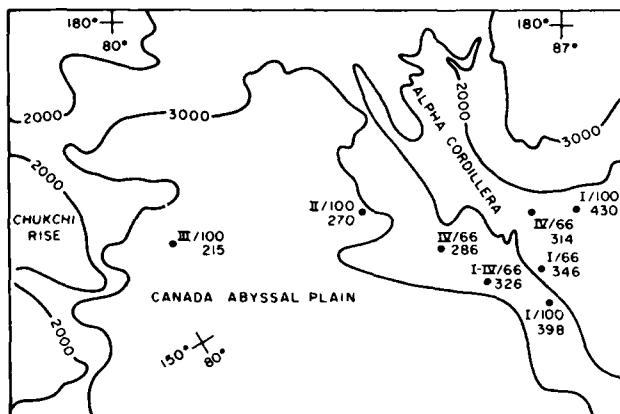 180°
80°
180°
87°
2000
3000
2000
3000
ALPHA CORDILLERA
CHUKCHI
RISE
III/100
215
II/100
270
IV/66
286
I-IV/66
326
IV/66
314
I/100
430
I/66
346
I/100
398
CANADA ABYSSAL PLAIN
2000
150°
80°